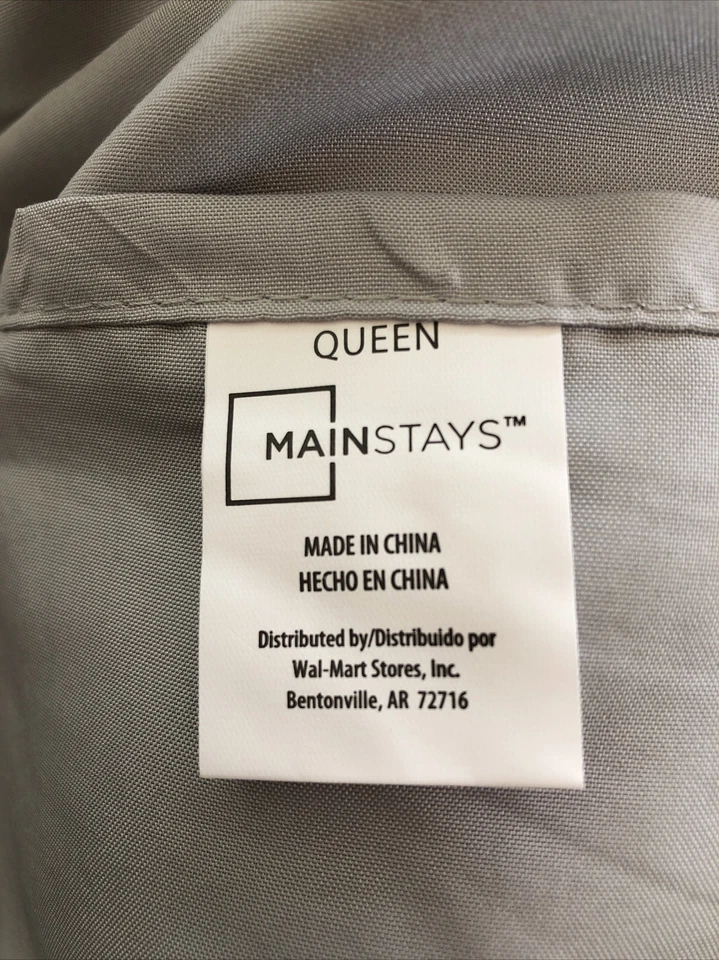 QUEEN
MAINSTAYS™
MADE IN CHINA
HECHO EN CHINA
Distributed by/Distribuido por
Wal-Mart Stores, Inc.
Bentonville, AR 72716